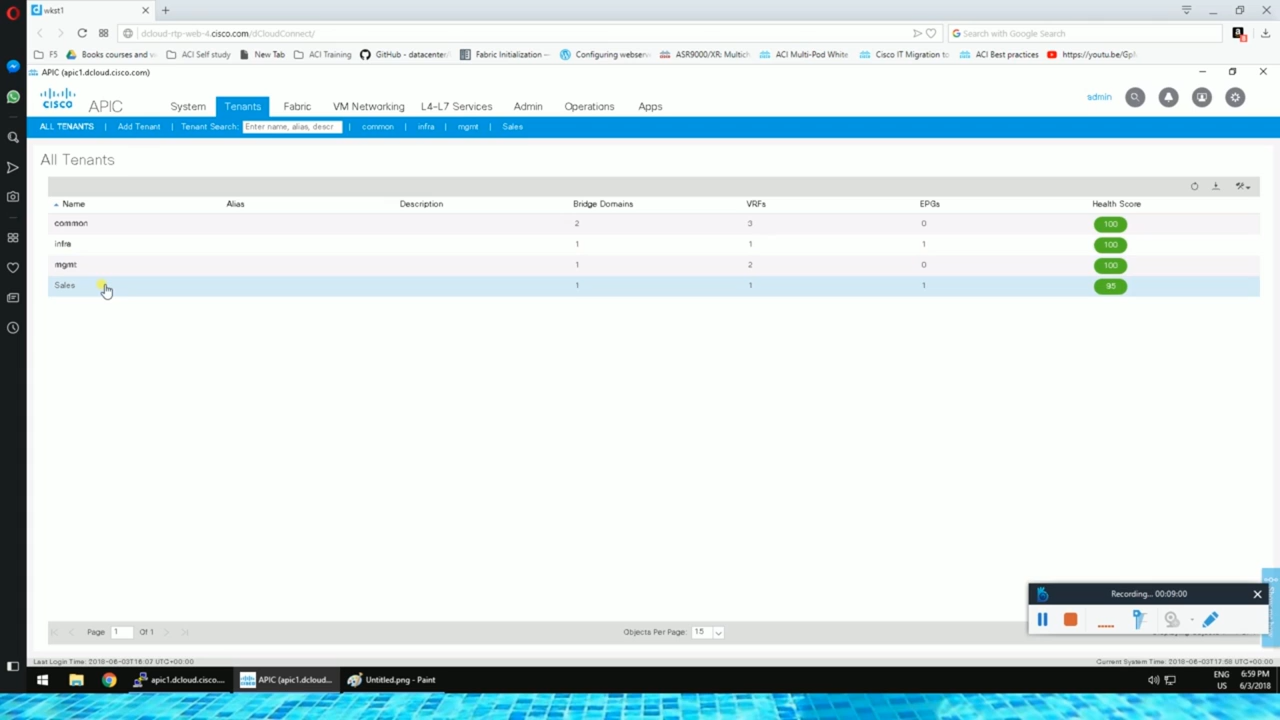 wkst1
dcloud-rtp-web-4.cisco.com/dCloudConnect/
Search with Google Search
F5
Books courses and
ACI Self study
New Tab
ACI Training
GitHub - datacenter/
Fabric Initialization —
Configuring webserv
ASR9000/XR: Multich
ACI Multi-Pod White
Cisco IT Migration to
ACI Best practices
https://youtu.be/Gph
APIC (apic1.dcloud.cisco.com)
CISCO APIC
System Tenants Fabric VM Networking L4-L7 Services Admin Operations Apps
admin
ALL TENANTS | Add Tenant | Tenant Search: Enter name, alias, descr | common | infra | mgmt | Sales
All Tenants
Name Alias Description Bridge Domains VRFs EPGs Health Score
common 2 3 0 100
infra 1 1 1 100
mgmt 1 2 0 100
Sales 1 1 1 95
Recording... 00:09:00
Page 1 Of 1
Objects Per Page: 15
Last Login Time: 2018-06-03T16:07 UTC+00:00
Current System Time: 2018-06-03T17:58 UTC+00:00
apic1.dcloud.cisco....
APIC (apic1.dcloud...
Untitled.png - Paint
ENG 6:59 PM
US 6/3/2018